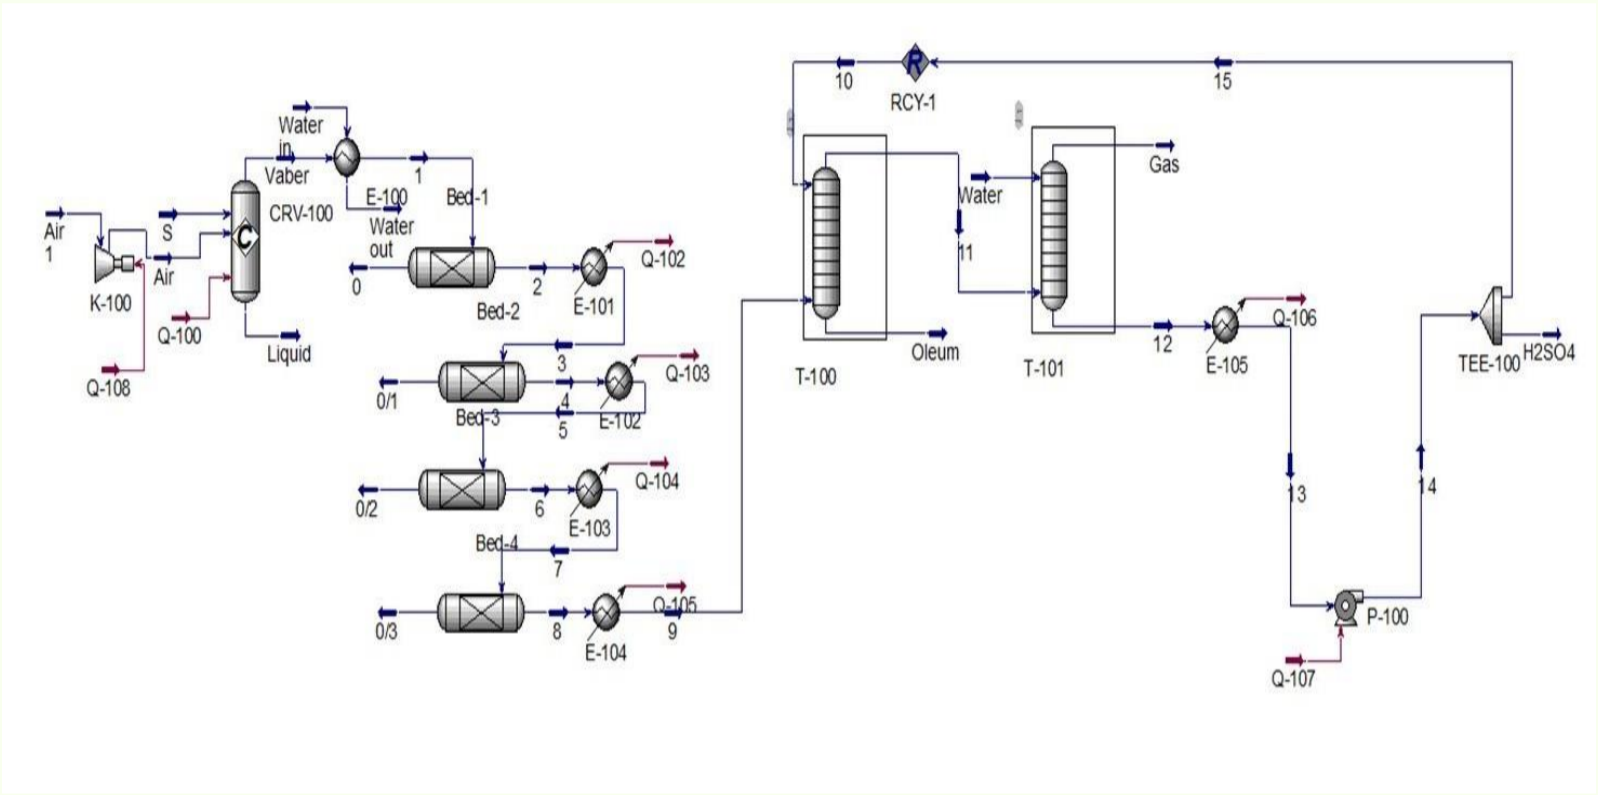 10
15
RCY-1
Water
in
Vaber
1
E-100
Bed-1
Gas
CRV-100
Water
out
Water
Air
1
S
C
R
Air
K-100
Q-100
Liquid
Q-108
0
2
Q-102
E-101
Bed-2
11
3
Q-103
0/1
4
E-102
Bed-3
5
Q-104
0/2
6
E-103
Bed-4
7
Q-105
0/3
8
9
E-104
Oleum
T-100
T-101
12
Q-106
E-105
TEE-100
H2SO4
13
14
P-100
Q-107